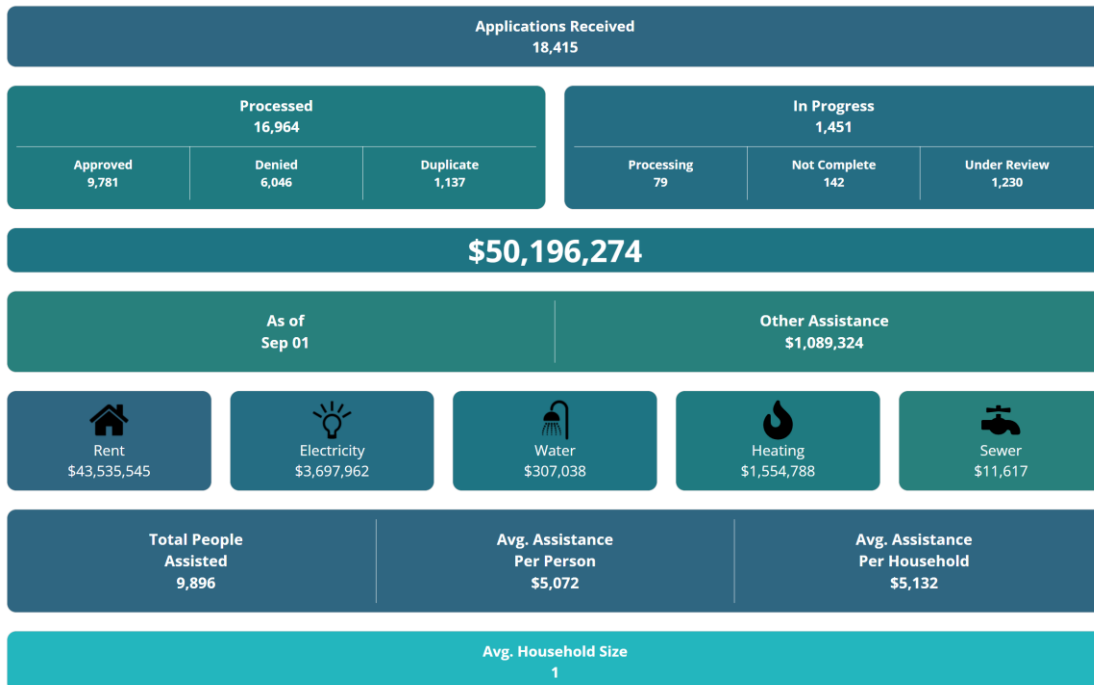 Applications Received
18,415
Processed
16,964
Approved
9,781
Denied
6,046
Duplicate
1,137
In Progress
1,451
Processing
79
Not Complete
142
Under Review
1,230
$50,196,274
As of
Sep 01
Other Assistance
$1,089,324
Rent
$43,535,545
Electricity
$3,697,962
Water
$307,038
Heating
$1,554,788
Sewer
$11,617
Total People
Assisted
9,896
Avg. Assistance
Per Person
$5,072
Avg. Assistance
Per Household
$5,132
Avg. Household Size
1